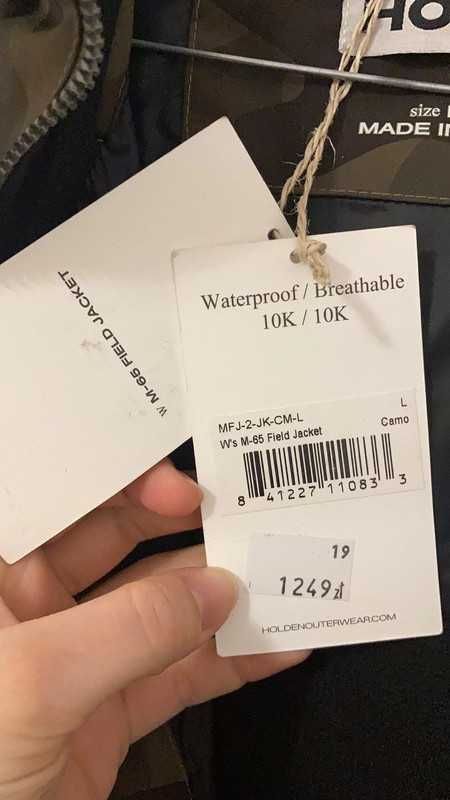 HO
size
MADE IN
W M-65 FIELD JACKET
Waterproof / Breathable
10K / 10K
MFJ-2-JK-CM-L
L
W's M-65 Field Jacket
Camo
8 41227 11083 3
19
1249zł
HOLDENOUTERWEAR.COM